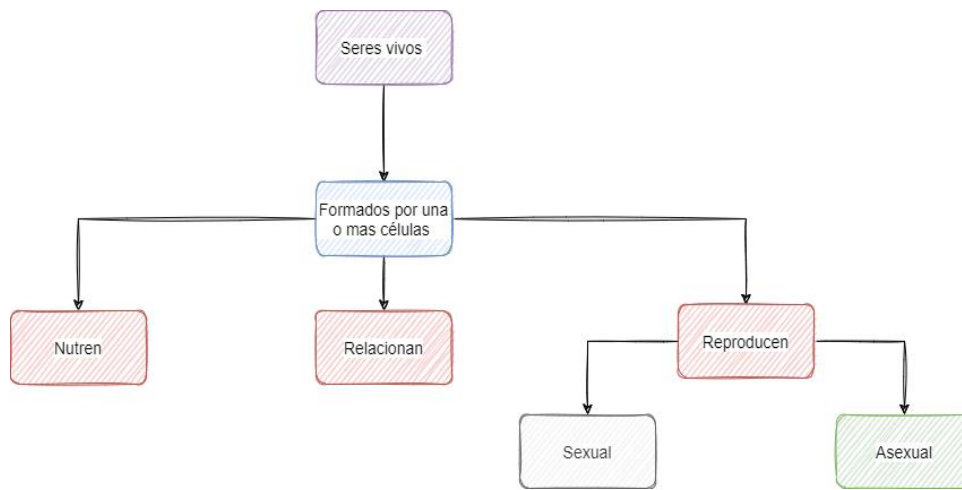 Seres vivos
Formados por una
o mas células
Nutren
Relacionan
Reproducen
Sexual
Asexual